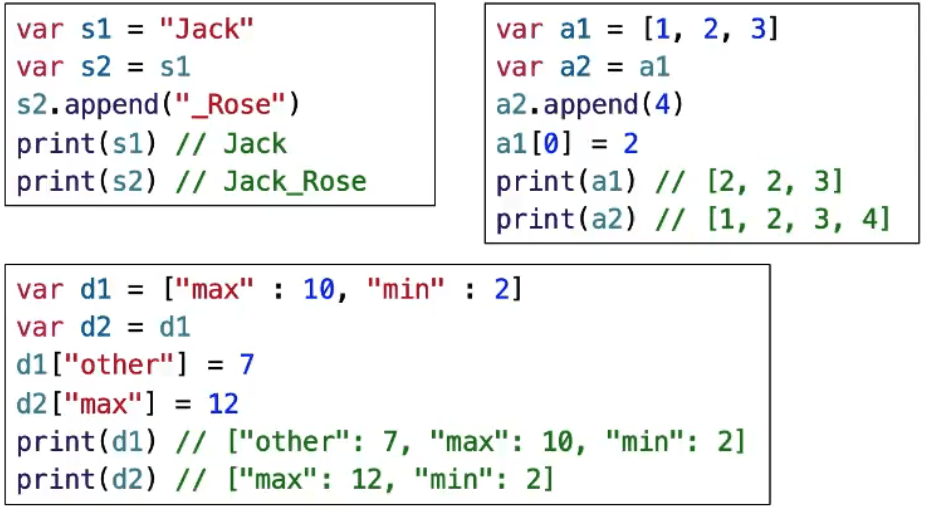 var s1 = "Jack"
var s2 = s1
s2.append("_Rose")
print(s1) // Jack
print(s2) // Jack_Rose
var a1 = [1, 2, 3]
var a2 = a1
a2.append(4)
a1[0] = 2
print(a1) // [2, 2, 3]
print(a2) // [1, 2, 3, 4]
var d1 = ["max" : 10, "min" : 2]
var d2 = d1
d1["other"] = 7
d2["max"] = 12
print(d1) // ["other": 7, "max": 10, "min": 2]
print(d2) // ["max": 12, "min": 2]